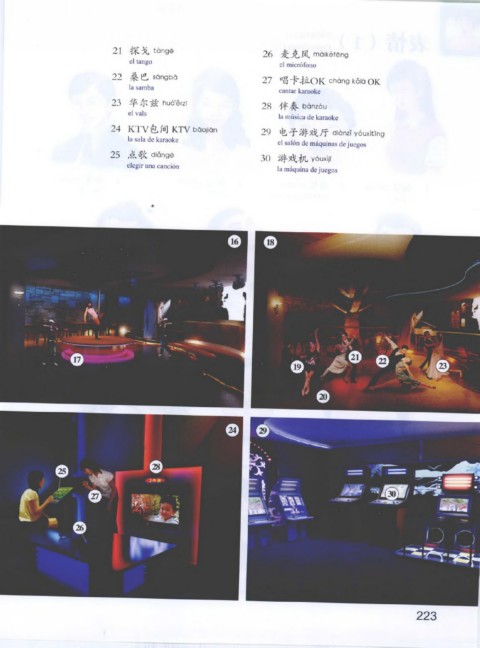 21 探戈 tàngē
el tango
22 桑巴 sāngbā
la samba
23 华尔兹 huá'ěrzī
el vals
24 KTV包间 KTV bāojiān
la sala de karaoke
25 点歌 diǎngē
elegir una canción
26 麦克风 màikèfēng
el micrófono
27 唱卡拉OK chàng kǎlā OK
cantar karaoke
28 伴奏 bànzòu
la música de karaoke
29 电子游戏厅 diànzǐ yóuxìtīng
el salón de máquinas de juegos
30 游戏机 yóuxìjī
la máquina de juegos
16
17
18
19
20
21
22
23
24
25
26
27
28
29
30
223